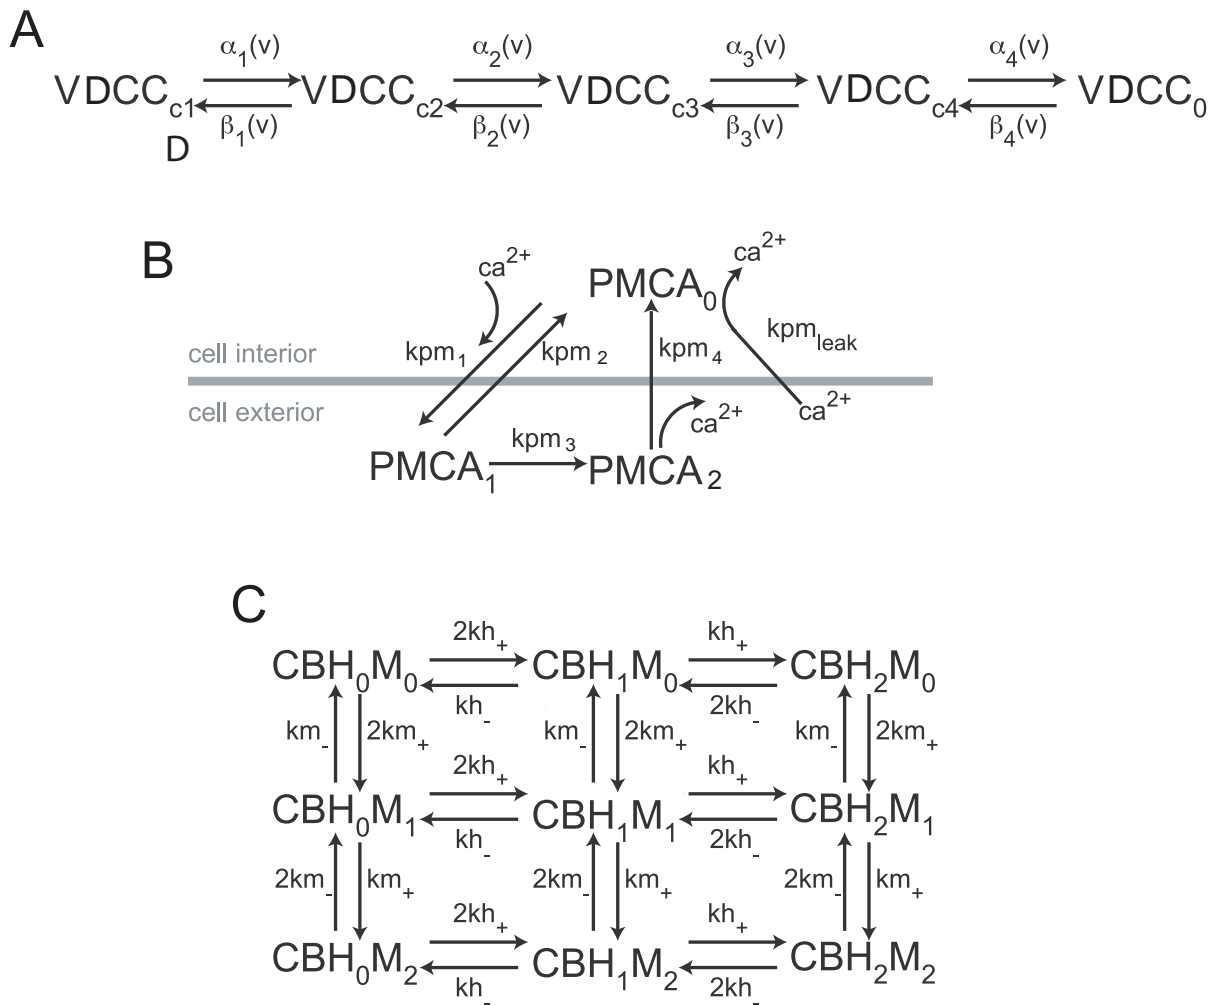 A
α1(v) α2(v) α3(v) α4(v)
VDCCc1 VDCCc2 VDCCc3 VDCCc4 VDCC0
β1(v) β2(v) β3(v) β4(v)
D
B
ca2+ ca2+
PMCA0
kpm1 kpm2 kpm4 kpmleak
cell interior
cell exterior
ca2+ ca2+
kpm3
PMCA1 PMCA2
C
2kh+ kh+
CBH0M0 CBH1M0 CBH2M0
kh- 2kh-
km- 2km+ km- 2km+ km- 2km+
2kh+ kh+
CBH0M1 CBH1M1 CBH2M1
kh- 2kh-
2km- km+ 2km- km+ 2km- km+
2kh+ kh+
CBH0M2 CBH1M2 CBH2M2
kh- 2kh-